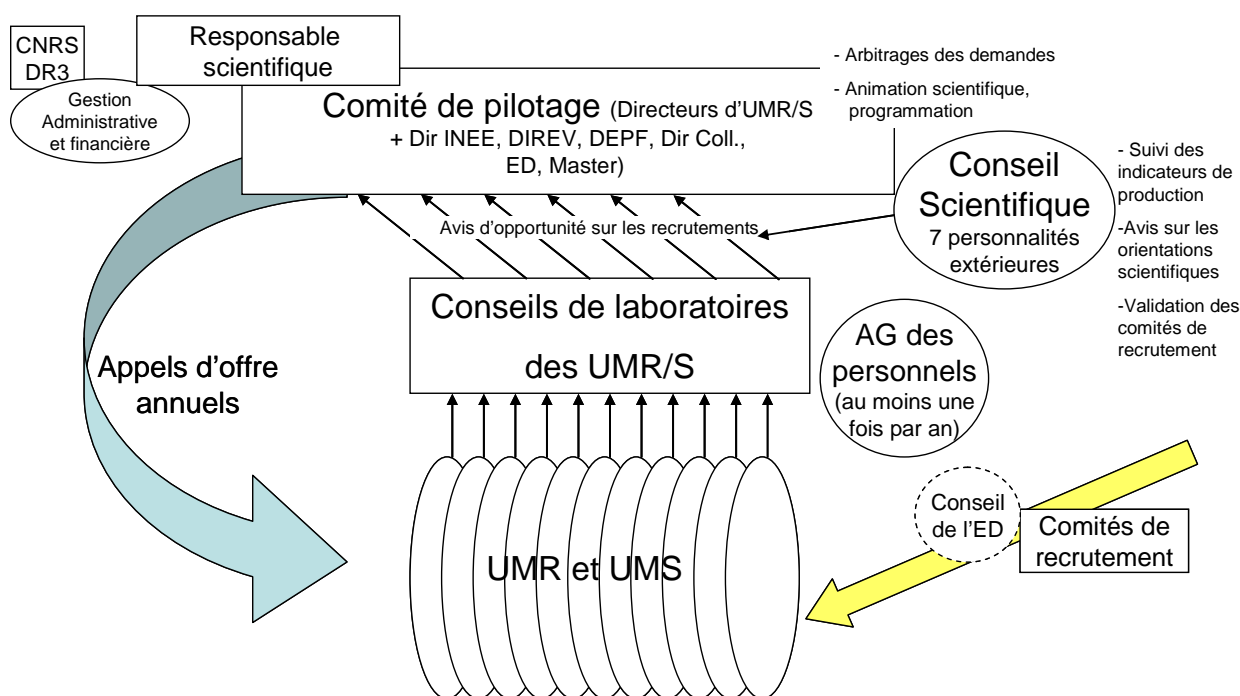 CNRS
DR3
Gestion
Administrative
et financière
Responsable
scientifique
Comité de pilotage (Directeurs d'UMR/S
+ Dir INEE, DIREV, DEPF, Dir Coll.,
ED, Master)
- Arbitrages des demandes
- Animation scientifique,
programmation
Conseil
Scientifique
7 personnalités
extérieures
- Suivi des
indicateurs de
production
-Avis sur les
orientations
scientifiques
-Validation des
comités de
recrutement
Avis d'opportunité sur les recrutements
Conseils de laboratoires
des UMR/S
AG des
personnels
(au moins une
fois par an)
Appels d'offre
annuels
Conseil
de l'ED
Comités de
recrutement
UMR et UMS